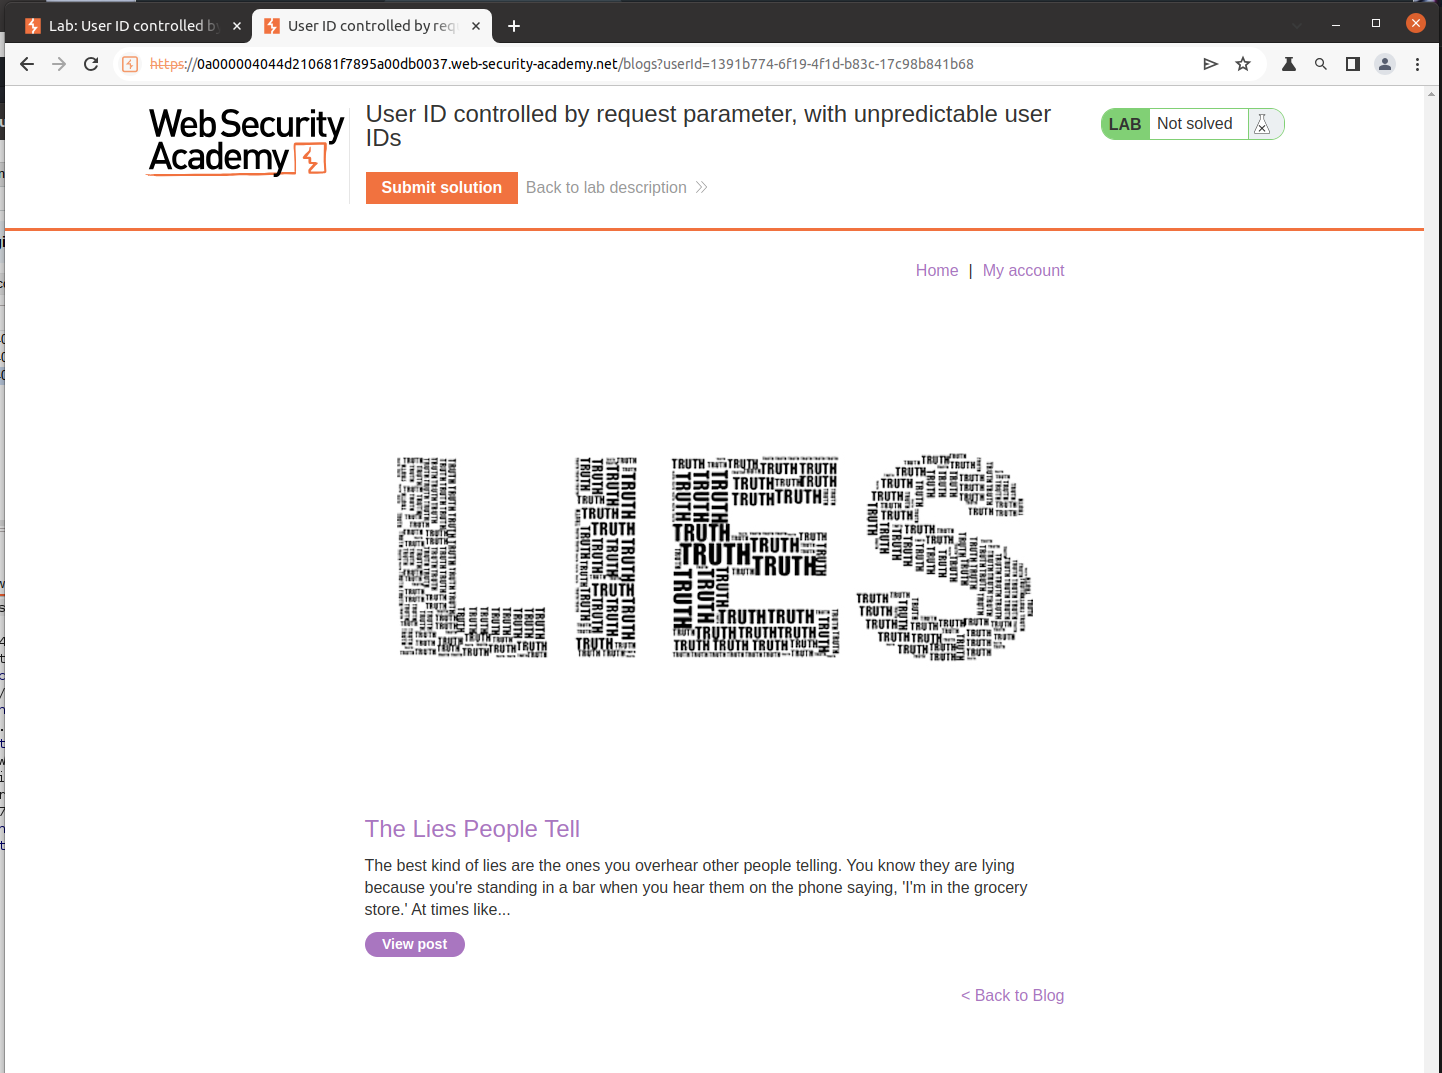 Lab: User ID controlled by
User ID controlled by req
https://0a000004044d210681f7895a00db0037.web-security-academy.net/blogs?userId=1391b774-6f19-4f1d-b83c-17c98b841b68
Web Security
Academy
User ID controlled by request parameter, with unpredictable user
IDs
LAB Not solved
Submit solution Back to lab description
Home | My account
LIES
The Lies People Tell
The best kind of lies are the ones you overhear other people telling. You know they are lying
because you're standing in a bar when you hear them on the phone saying, 'I'm in the grocery
store.' At times like...
View post
< Back to Blog